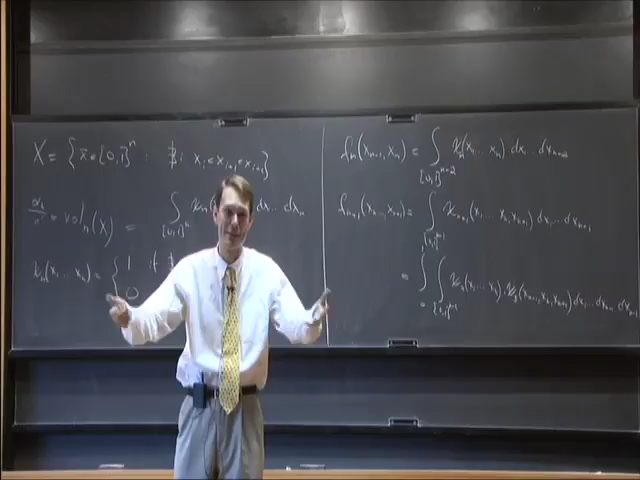 X = { x̄ ∈ [0,1]ⁿ : ∄i : xᵢ < xᵢ₊₁ < xᵢ₊₂ }
αₙ/n! = volₙ(X) = ∫_{[0,1]ⁿ} χₙ( dx₁ … dxₙ
χₙ(x₁ … xₙ) = { 1 if ∄
0
fₙ(xₙ₋₁, xₙ) = ∫_{[0,1]ⁿ⁻²} χₙ(x₁ … xₙ) dx₁ … dxₙ₋₂
fₙ₊₁(xₙ, xₙ₊₁) = ∫_{[0,1]ⁿ⁻¹} χₙ₊₁(x₁, … xₙ, xₙ₊₁) dx₁ … dxₙ₋₁
= ∫₀¹ ∫_{[0,1]ⁿ⁻²} χₙ(x₁ … xₙ) · χ₃(xₙ₋₁, xₙ, xₙ₊₁) dx₁ … dxₙ₋₂ dxₙ₋₁